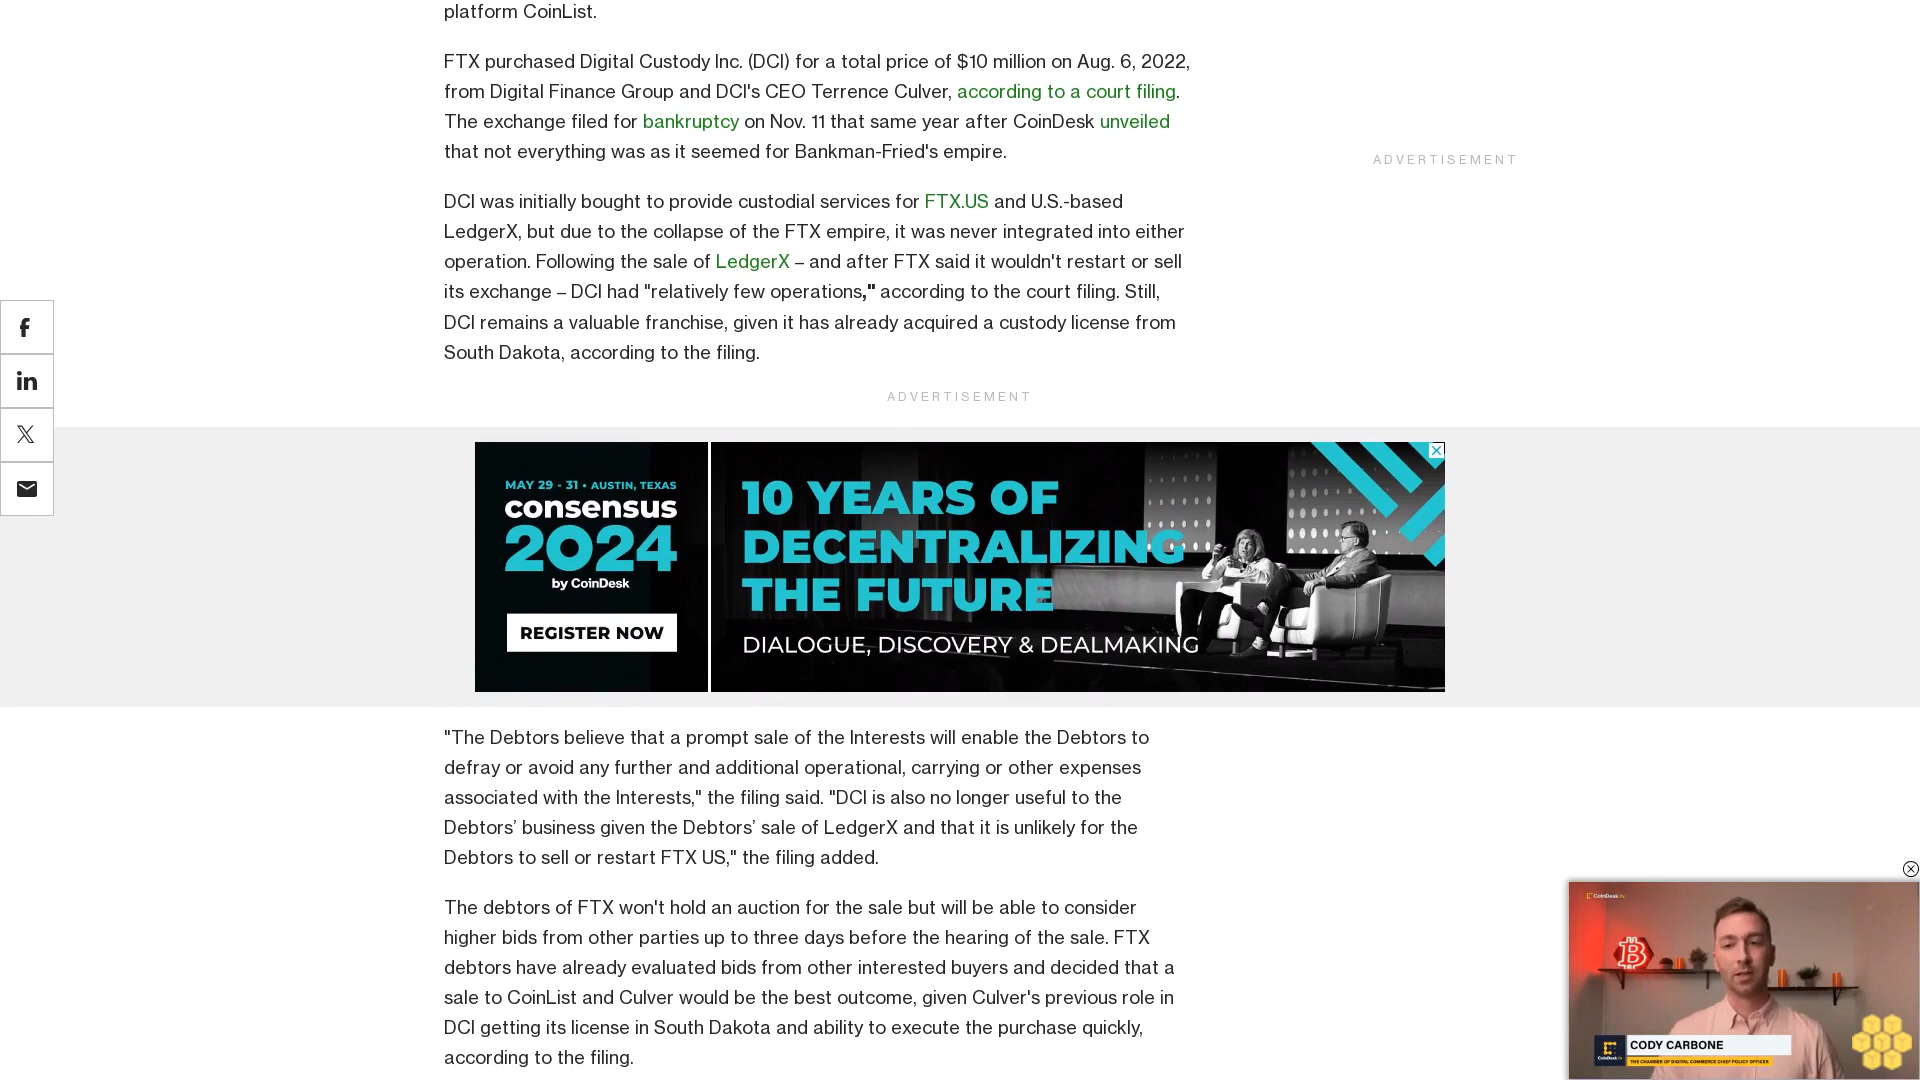 platform CoinList.
FTX purchased Digital Custody Inc. (DCI) for a total price of $10 million on Aug. 6, 2022,
from Digital Finance Group and DCI's CEO Terrence Culver, according to a court filing.
The exchange filed for bankruptcy on Nov. 11 that same year after CoinDesk unveiled
that not everything was as it seemed for Bankman-Fried's empire.
ADVERTISEMENT
DCI was initially bought to provide custodial services for FTX.US and U.S.-based
LedgerX, but due to the collapse of the FTX empire, it was never integrated into either
operation. Following the sale of LedgerX – and after FTX said it wouldn't restart or sell
its exchange – DCI had "relatively few operations," according to the court filing. Still,
DCI remains a valuable franchise, given it has already acquired a custody license from
South Dakota, according to the filing.
ADVERTISEMENT
MAY 29 - 31 • AUSTIN, TEXAS
consensus
2024
by CoinDesk
REGISTER NOW
10 YEARS OF
DECENTRALIZING
THE FUTURE
DIALOGUE, DISCOVERY & DEALMAKING
"The Debtors believe that a prompt sale of the Interests will enable the Debtors to
defray or avoid any further and additional operational, carrying or other expenses
associated with the Interests," the filing said. "DCI is also no longer useful to the
Debtors’ business given the Debtors’ sale of LedgerX and that it is unlikely for the
Debtors to sell or restart FTX US," the filing added.
The debtors of FTX won't hold an auction for the sale but will be able to consider
higher bids from other parties up to three days before the hearing of the sale. FTX
debtors have already evaluated bids from other interested buyers and decided that a
sale to CoinList and Culver would be the best outcome, given Culver's previous role in
DCI getting its license in South Dakota and ability to execute the purchase quickly,
according to the filing.
CoinDesk TV
CODY CARBONE
THE CHAMBER OF DIGITAL COMMERCE CHIEF POLICY OFFICER
CoinDesk TV